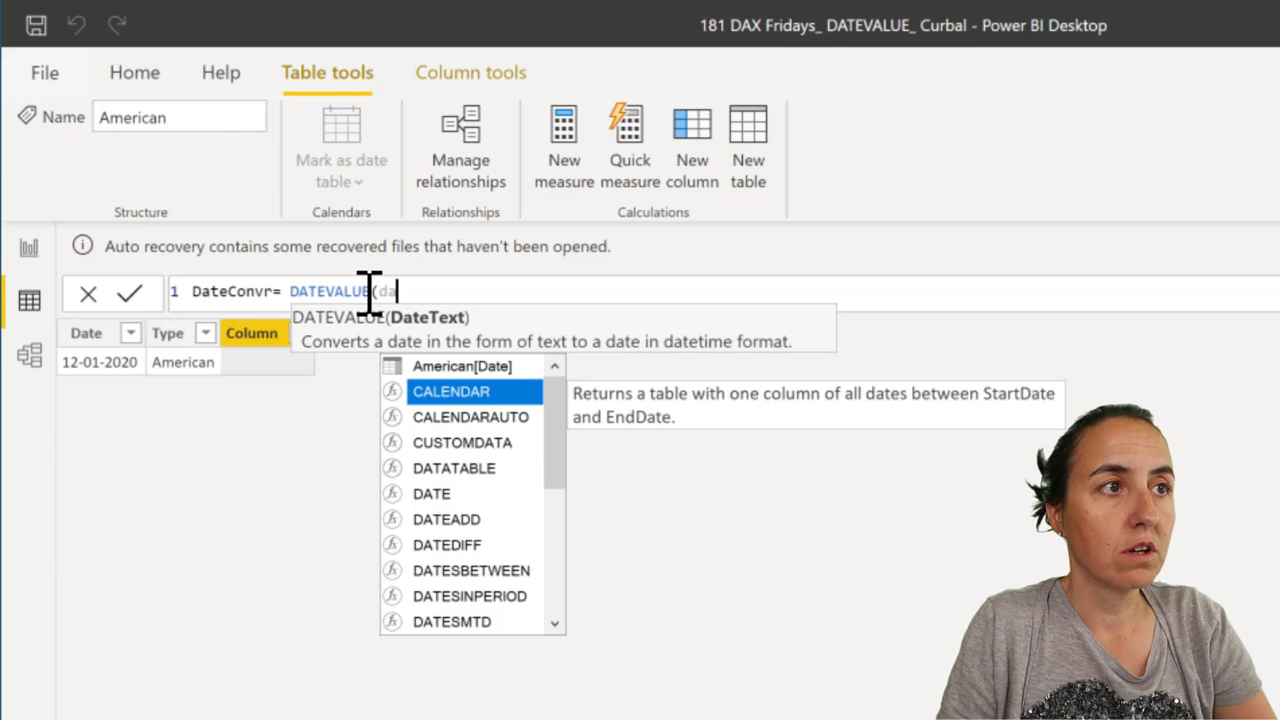 181 DAX Fridays_ DATEVALUE_ Curbal - Power BI Desktop
File Home Help Table tools Column tools
Name American
Mark as date table
Manage relationships
New measure
Quick measure
New column
New table
Structure Calendars Relationships Calculations
Auto recovery contains some recovered files that haven't been opened.
1 DateConvr= DATEVALUE(da
DATEVALUE(DateText)
Converts a date in the form of text to a date in datetime format.
Date Type Column
12-01-2020 American
American[Date]
CALENDAR
Returns a table with one column of all dates between StartDate
and EndDate.
CALENDARAUTO
CUSTOMDATA
DATATABLE
DATE
DATEADD
DATEDIFF
DATESBETWEEN
DATESINPERIOD
DATESMTD